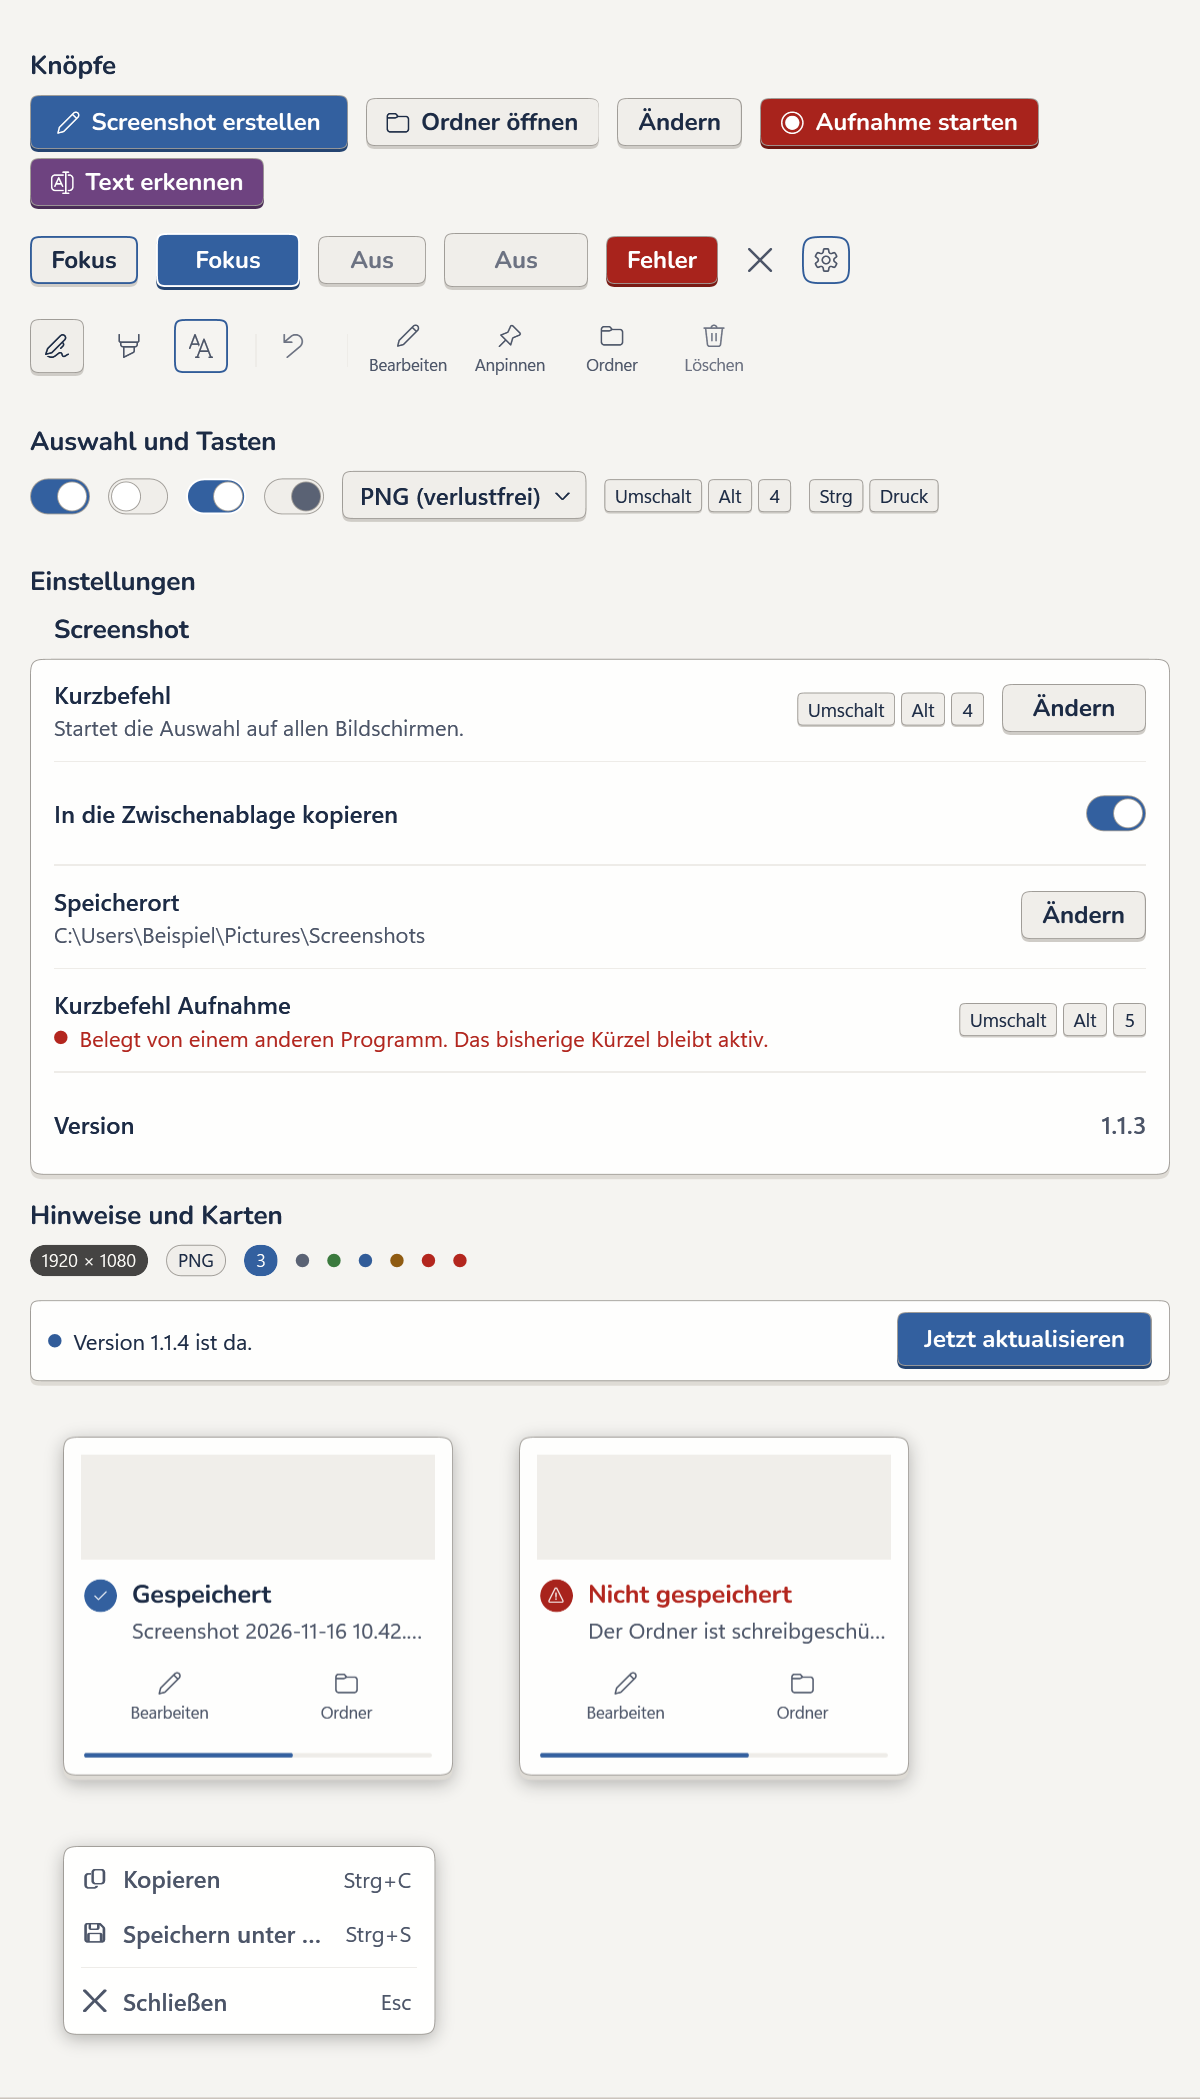 Knöpfe
Screenshot erstellen Ordner öffnen Ändern Aufnahme starten
Text erkennen
Fokus Fokus Aus Aus Fehler
Bearbeiten Anpinnen Ordner Löschen
Auswahl und Tasten
PNG (verlustfrei) Umschalt Alt 4 Strg Druck
Einstellungen
Screenshot
Kurzbefehl
Startet die Auswahl auf allen Bildschirmen.
Umschalt Alt 4 Ändern
In die Zwischenablage kopieren
Speicherort
C:\Users\Beispiel\Pictures\Screenshots
Ändern
Kurzbefehl Aufnahme
Belegt von einem anderen Programm. Das bisherige Kürzel bleibt aktiv.
Umschalt Alt 5
Version 1.1.3
Hinweise und Karten
1920 × 1080 PNG 3
Version 1.1.4 ist da. Jetzt aktualisieren
Gespeichert
Screenshot 2026-11-16 10.42....
Bearbeiten Ordner
Nicht gespeichert
Der Ordner ist schreibgeschü...
Bearbeiten Ordner
Kopieren Strg+C
Speichern unter ... Strg+S
Schließen Esc